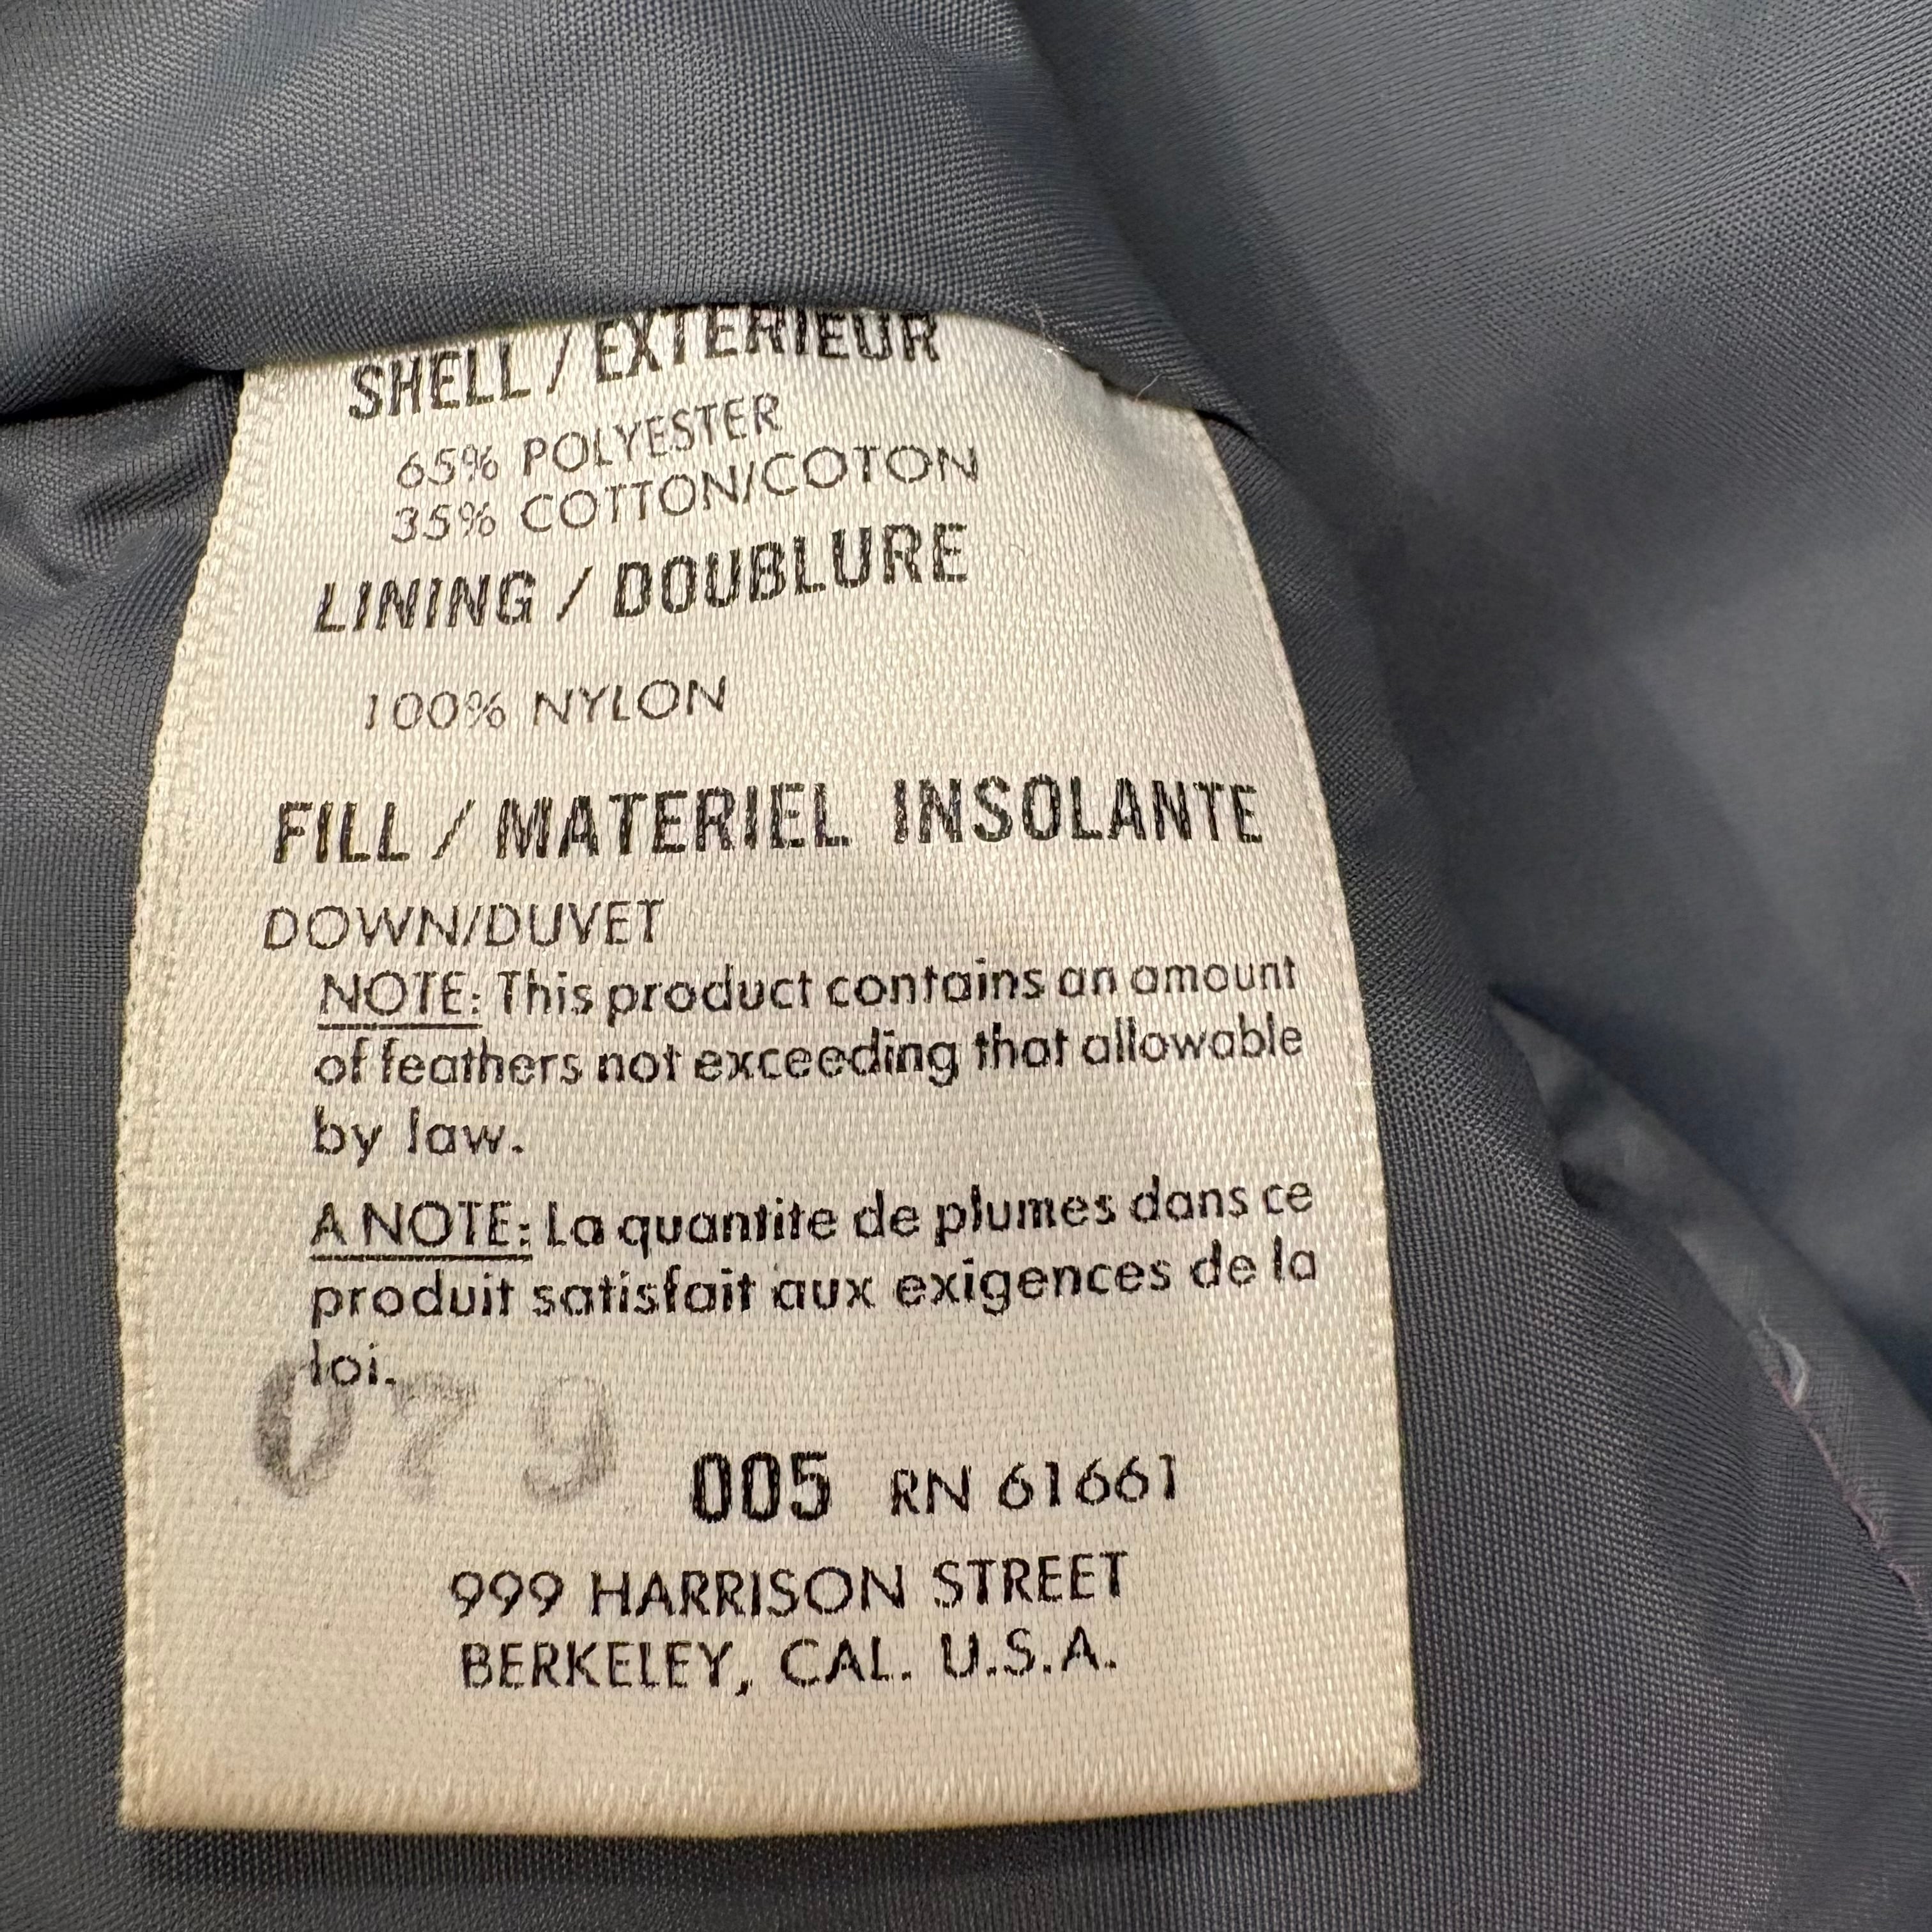 SHELL / EXTERIEUR
65% POLYESTER
35% COTTON/COTON
LINING / DOUBLURE
100% NYLON
FILL / MATERIEL INSOLANTE
DOWN/DUVET
NOTE: This product contains an amount
of feathers not exceeding that allowable
by law.
A NOTE: La quantite de plumes dans ce
produit satisfait aux exigences de la
loi.
079
005 RN 61661
999 HARRISON STREET
BERKELEY, CAL. U.S.A.